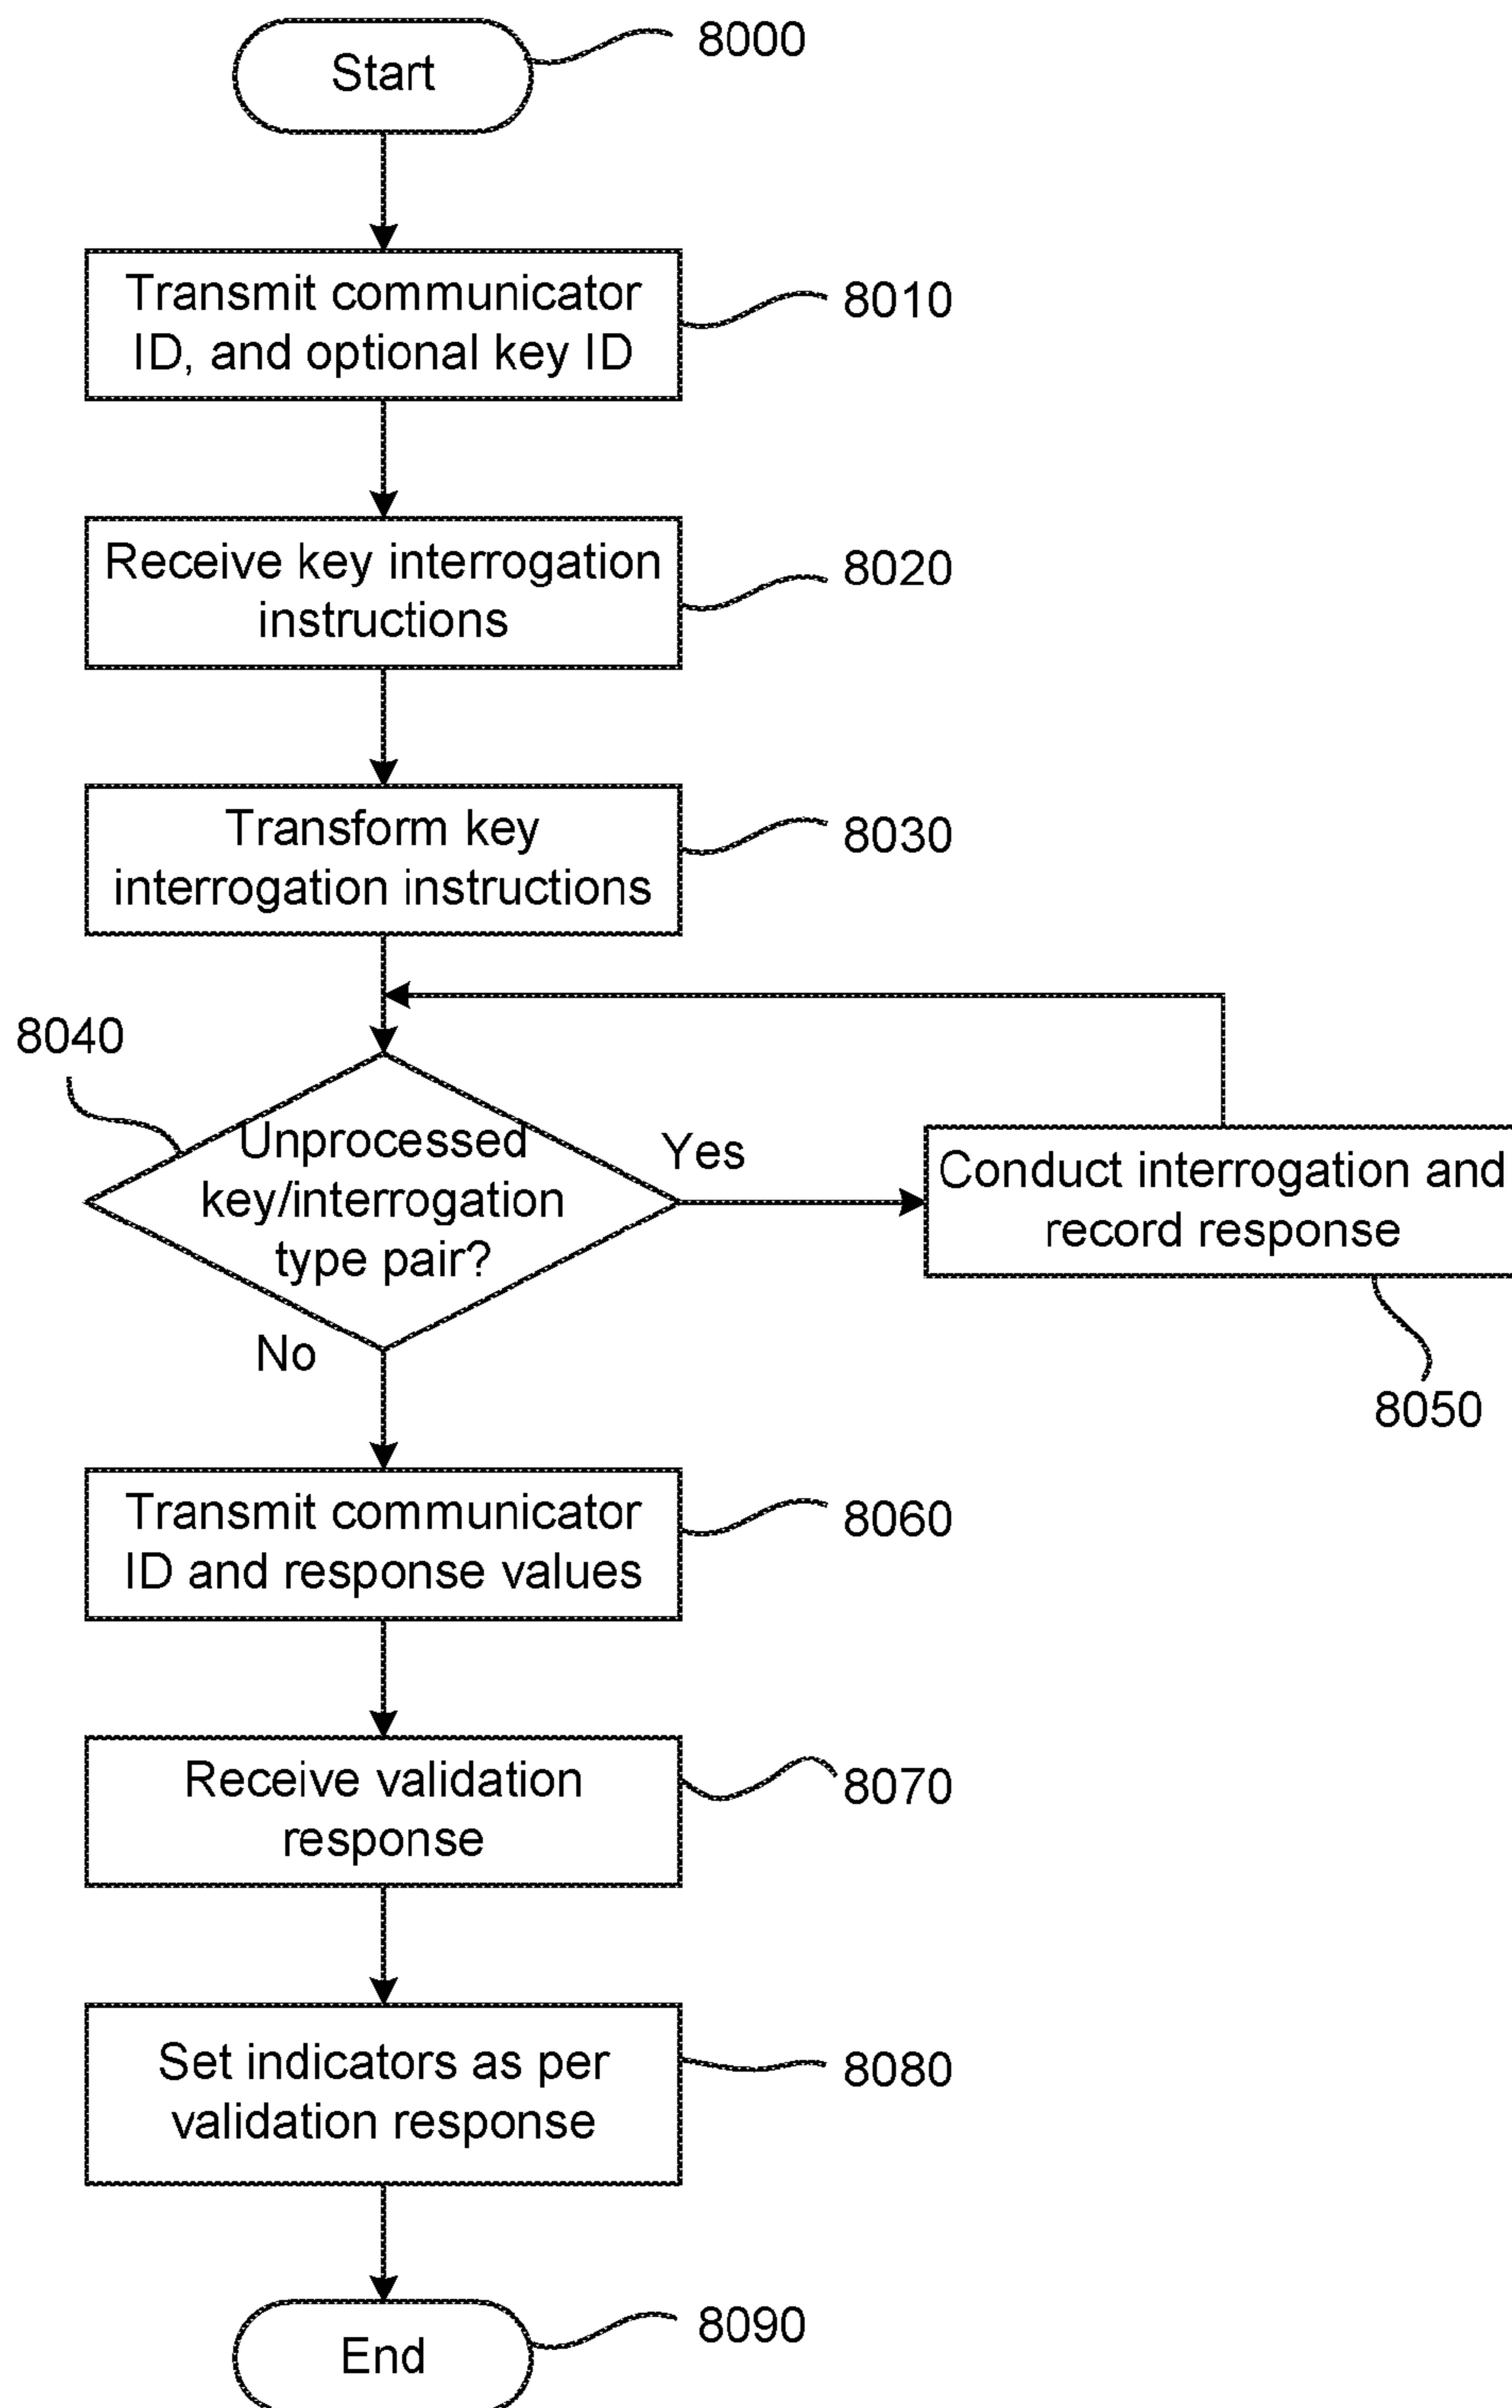 Start
8000
Transmit communicator
ID, and optional key ID
8010
Receive key interrogation
instructions
8020
Transform key
interrogation instructions
8030
8040
Unprocessed
key/interrogation
type pair?
Yes
Conduct interrogation and
record response
8050
No
Transmit communicator
ID and response values
8060
Receive validation
response
8070
Set indicators as per
validation response
8080
End
8090